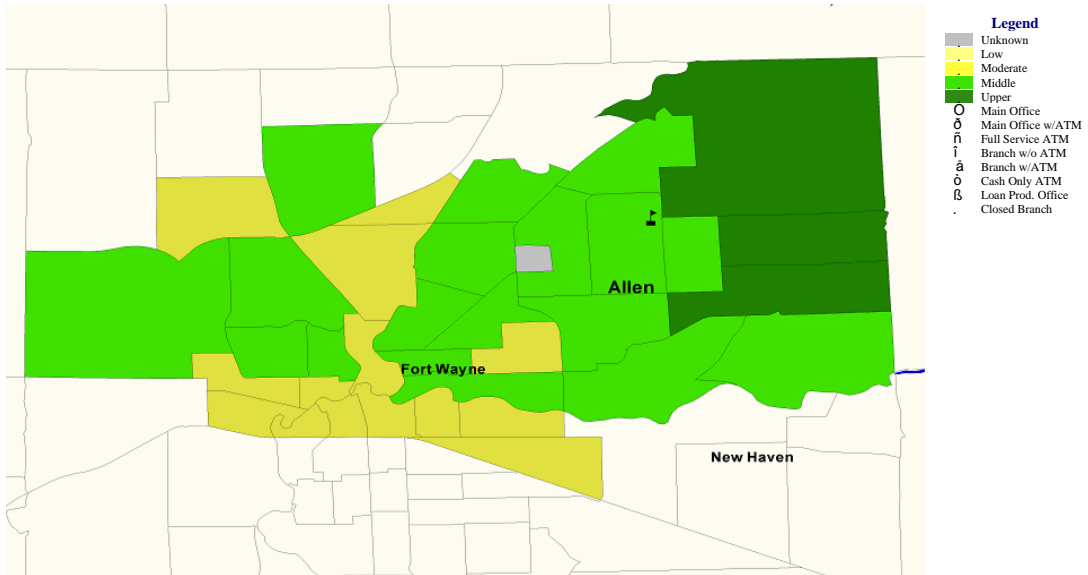 Legend
Unknown
Low
Moderate
Middle
Upper
O Main Office
ð Main Office w/ATM
ñ Full Service ATM
î Branch w/o ATM
á Branch w/ATM
ò Cash Only ATM
ß Loan Prod. Office
. Closed Branch
Allen
Fort Wayne
New Haven